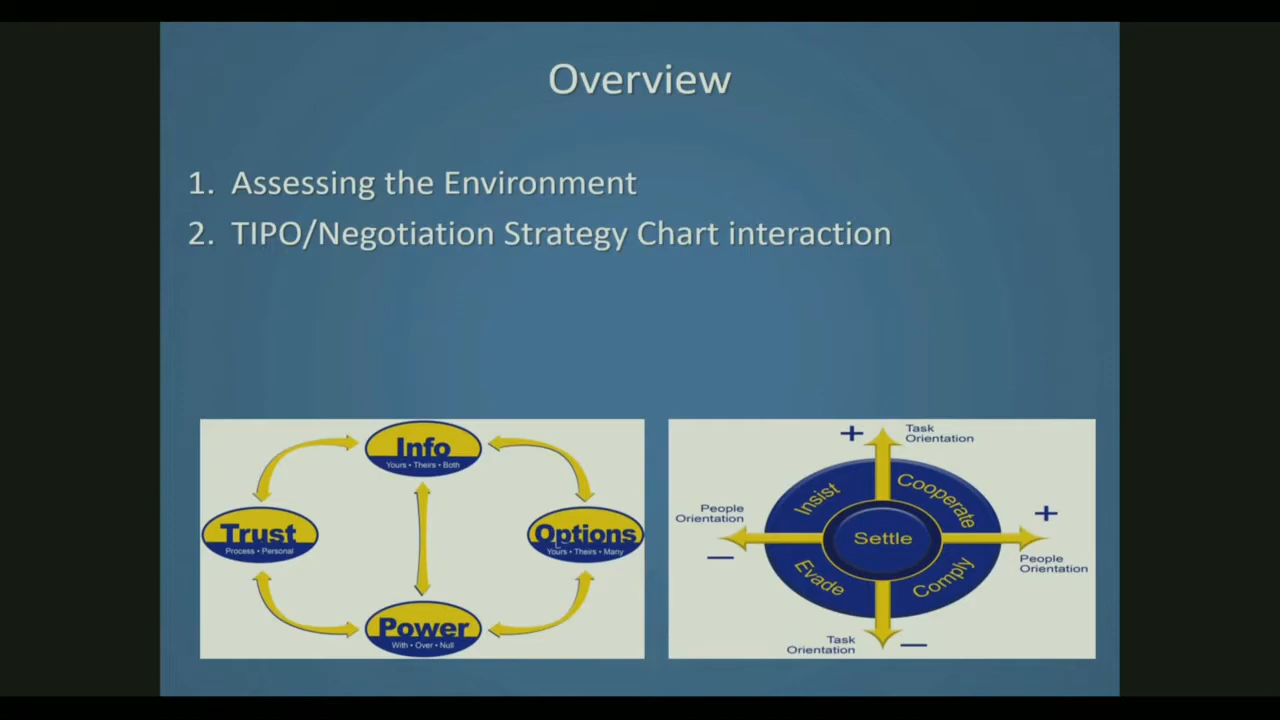 Overview
1. Assessing the Environment
2. TIPO/Negotiation Strategy Chart interaction
Info
Yours • Theirs • Both
Trust
Process • Personal
Options
Yours • Theirs • Many
Power
With • Over • Null
+
Task
Orientation
Insist
Cooperate
People
Orientation
−
Settle
+
People
Orientation
Evade
Comply
Task
Orientation
−